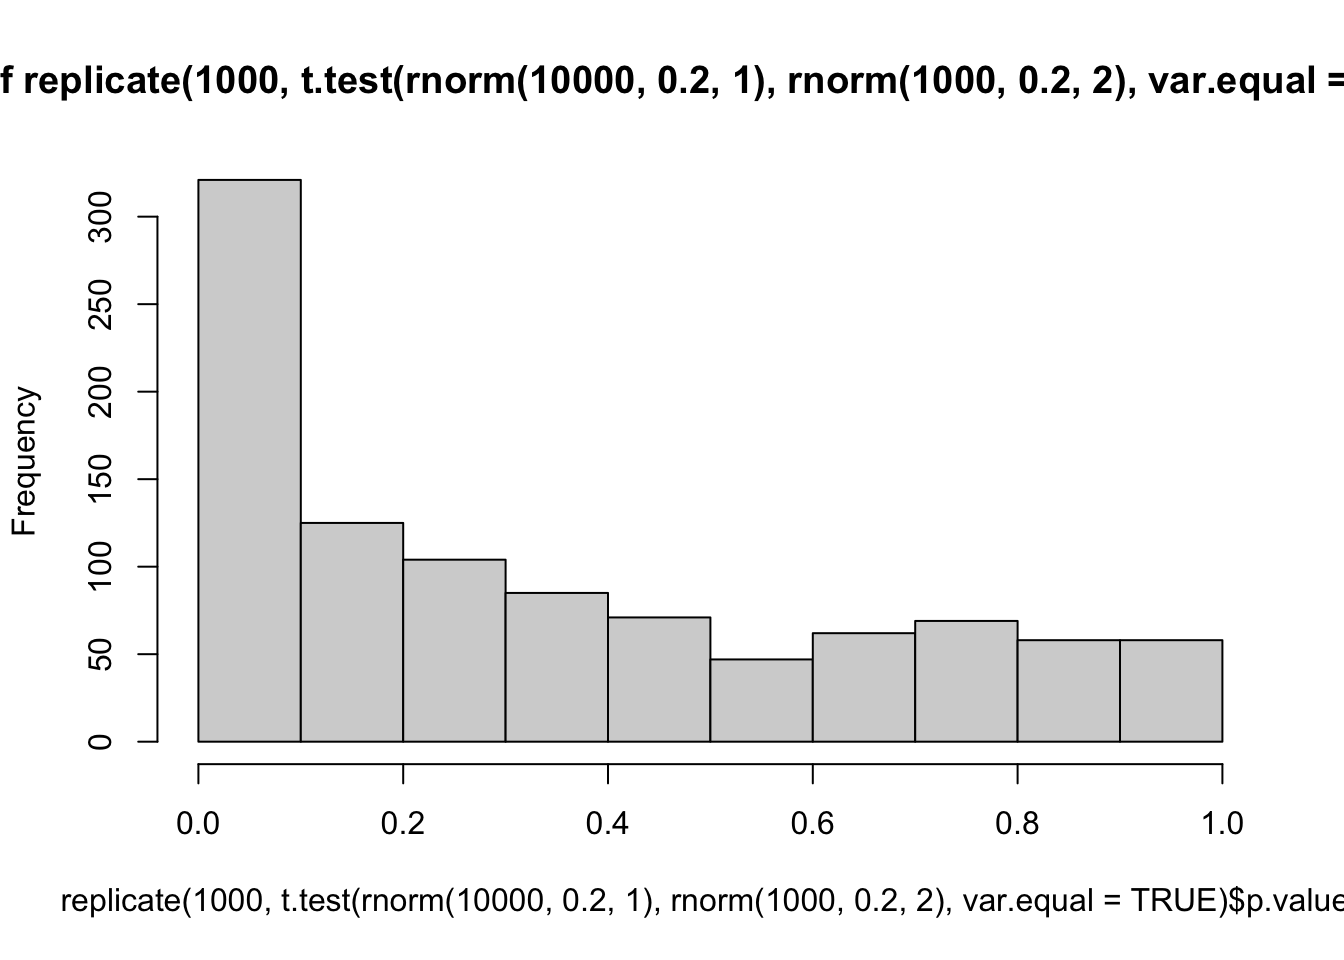 f replicate(1000, t.test(rnorm(10000, 0.2, 1), rnorm(1000, 0.2, 2), var.equal =
Frequency
300
250
200
150
100
50
0
0.0 0.2 0.4 0.6 0.8 1.0
replicate(1000, t.test(rnorm(10000, 0.2, 1), rnorm(1000, 0.2, 2), var.equal = TRUE)$p.value